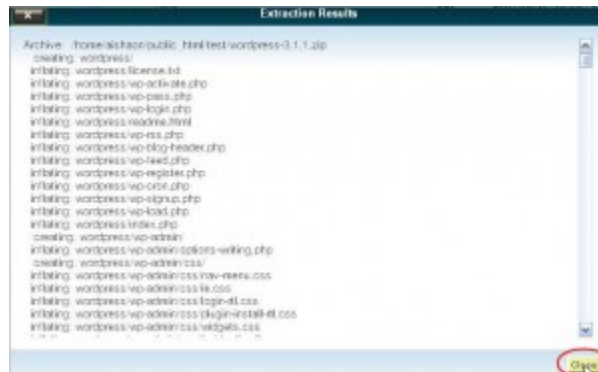 Extraction Results
Archive: /home/aishaon/public_html/test/wordpress-3.1.1.zip
creating: wordpress/
inflating: wordpress/license.txt
inflating: wordpress/wp-activate.php
inflating: wordpress/wp-pass.php
inflating: wordpress/wp-login.php
inflating: wordpress/readme.html
inflating: wordpress/wp-rss.php
inflating: wordpress/wp-blog-header.php
inflating: wordpress/wp-feed.php
inflating: wordpress/wp-register.php
inflating: wordpress/wp-cron.php
inflating: wordpress/wp-signup.php
inflating: wordpress/wp-load.php
inflating: wordpress/index.php
creating: wordpress/wp-admin/
inflating: wordpress/wp-admin/options-writing.php
creating: wordpress/wp-admin/css/
inflating: wordpress/wp-admin/css/nav-menu.css
inflating: wordpress/wp-admin/css/ie.css
inflating: wordpress/wp-admin/css/login-rtl.css
inflating: wordpress/wp-admin/css/plugin-install-rtl.css
inflating: wordpress/wp-admin/css/widgets.css
Close